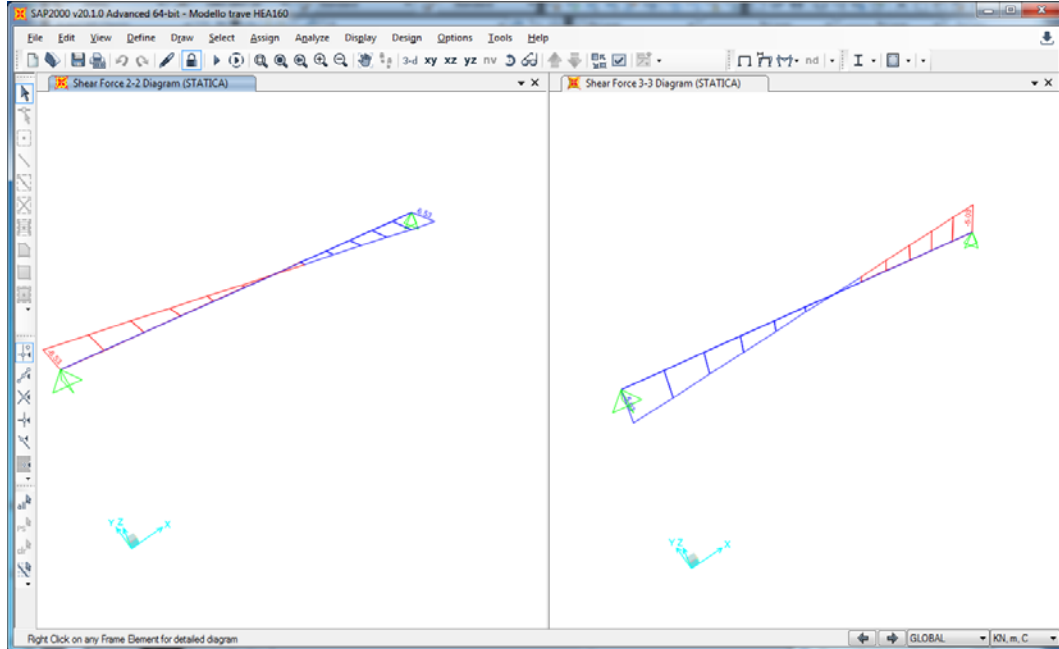 SAP2000 v20.1.0 Advanced 64-bit - Modello trave HEA160
File Edit View Define Draw Select Assign Analyze Display Design Options Tools Help
3-d xy xz yz nv nd
Shear Force 2-2 Diagram (STATICA)
Shear Force 3-3 Diagram (STATICA)
X
Y Z
X
Y Z
all
Right Click on any Frame Element for detailed diagram
GLOBAL
KN, m, C